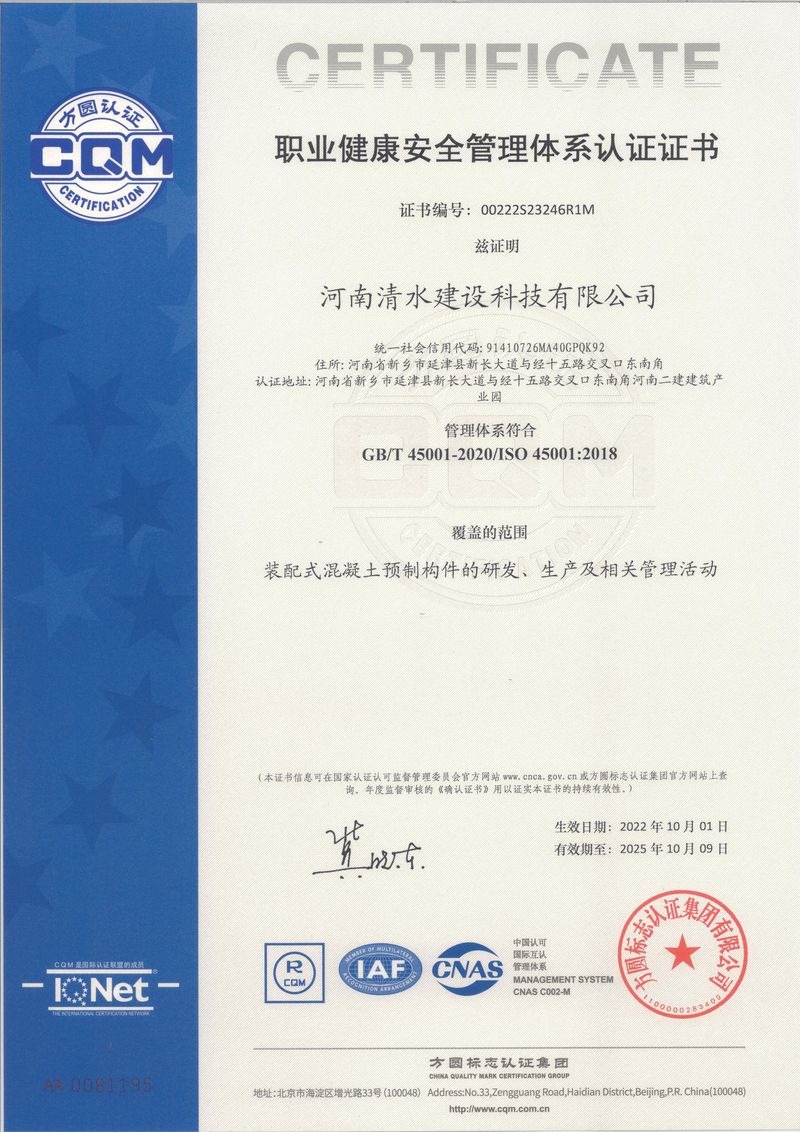 CERTIFICATE
方圆认证
CQM
CERTIFICATION
职业健康安全管理体系认证证书
证书编号：00222S23246R1M
兹证明
河南清水建设科技有限公司
统一社会信用代码: 91410726MA40GPQK92
住所: 河南省新乡市延津县新长大道与经十五路交叉口东南角
认证地址: 河南省新乡市延津县新长大道与经十五路交叉口东南角河南二建建筑产
业园
管理体系符合
GB/T 45001-2020/ISO 45001:2018
覆盖的范围
装配式混凝土预制构件的研发、生产及相关管理活动
（本证书信息可在国家认证认可监督管理委员会官方网站 www.cnca.gov.cn 或方圆标志认证集团官方网站上查
询、年度监督审核的《确认证书》用以证实本证书的持续有效性。）
生效日期： 2022 年 10 月 01 日
有效期至： 2025 年 10 月 09 日
CQM 是国际认证联盟的成员
IQNet
THE INTERNATIONAL CERTIFICATION NETWORK
R
CQM
MEMBER OF MULTILATERAL
IAF
RECOGNITION ARRANGEMENT
CNAS
中国认可
国际互认
管理体系
MANAGEMENT SYSTEM
CNAS C002-M
方圆标志认证集团有限公司
1100000283409
AA 0081195
方圆标志认证集团
CHINA QUALITY MARK CERTIFICATION GROUP
地址：北京市海淀区增光路33号（100048） Address:No.33,Zengguang Road,Haidian District,Beijing,P.R. China(100048)
http://www.cqm.com.cn